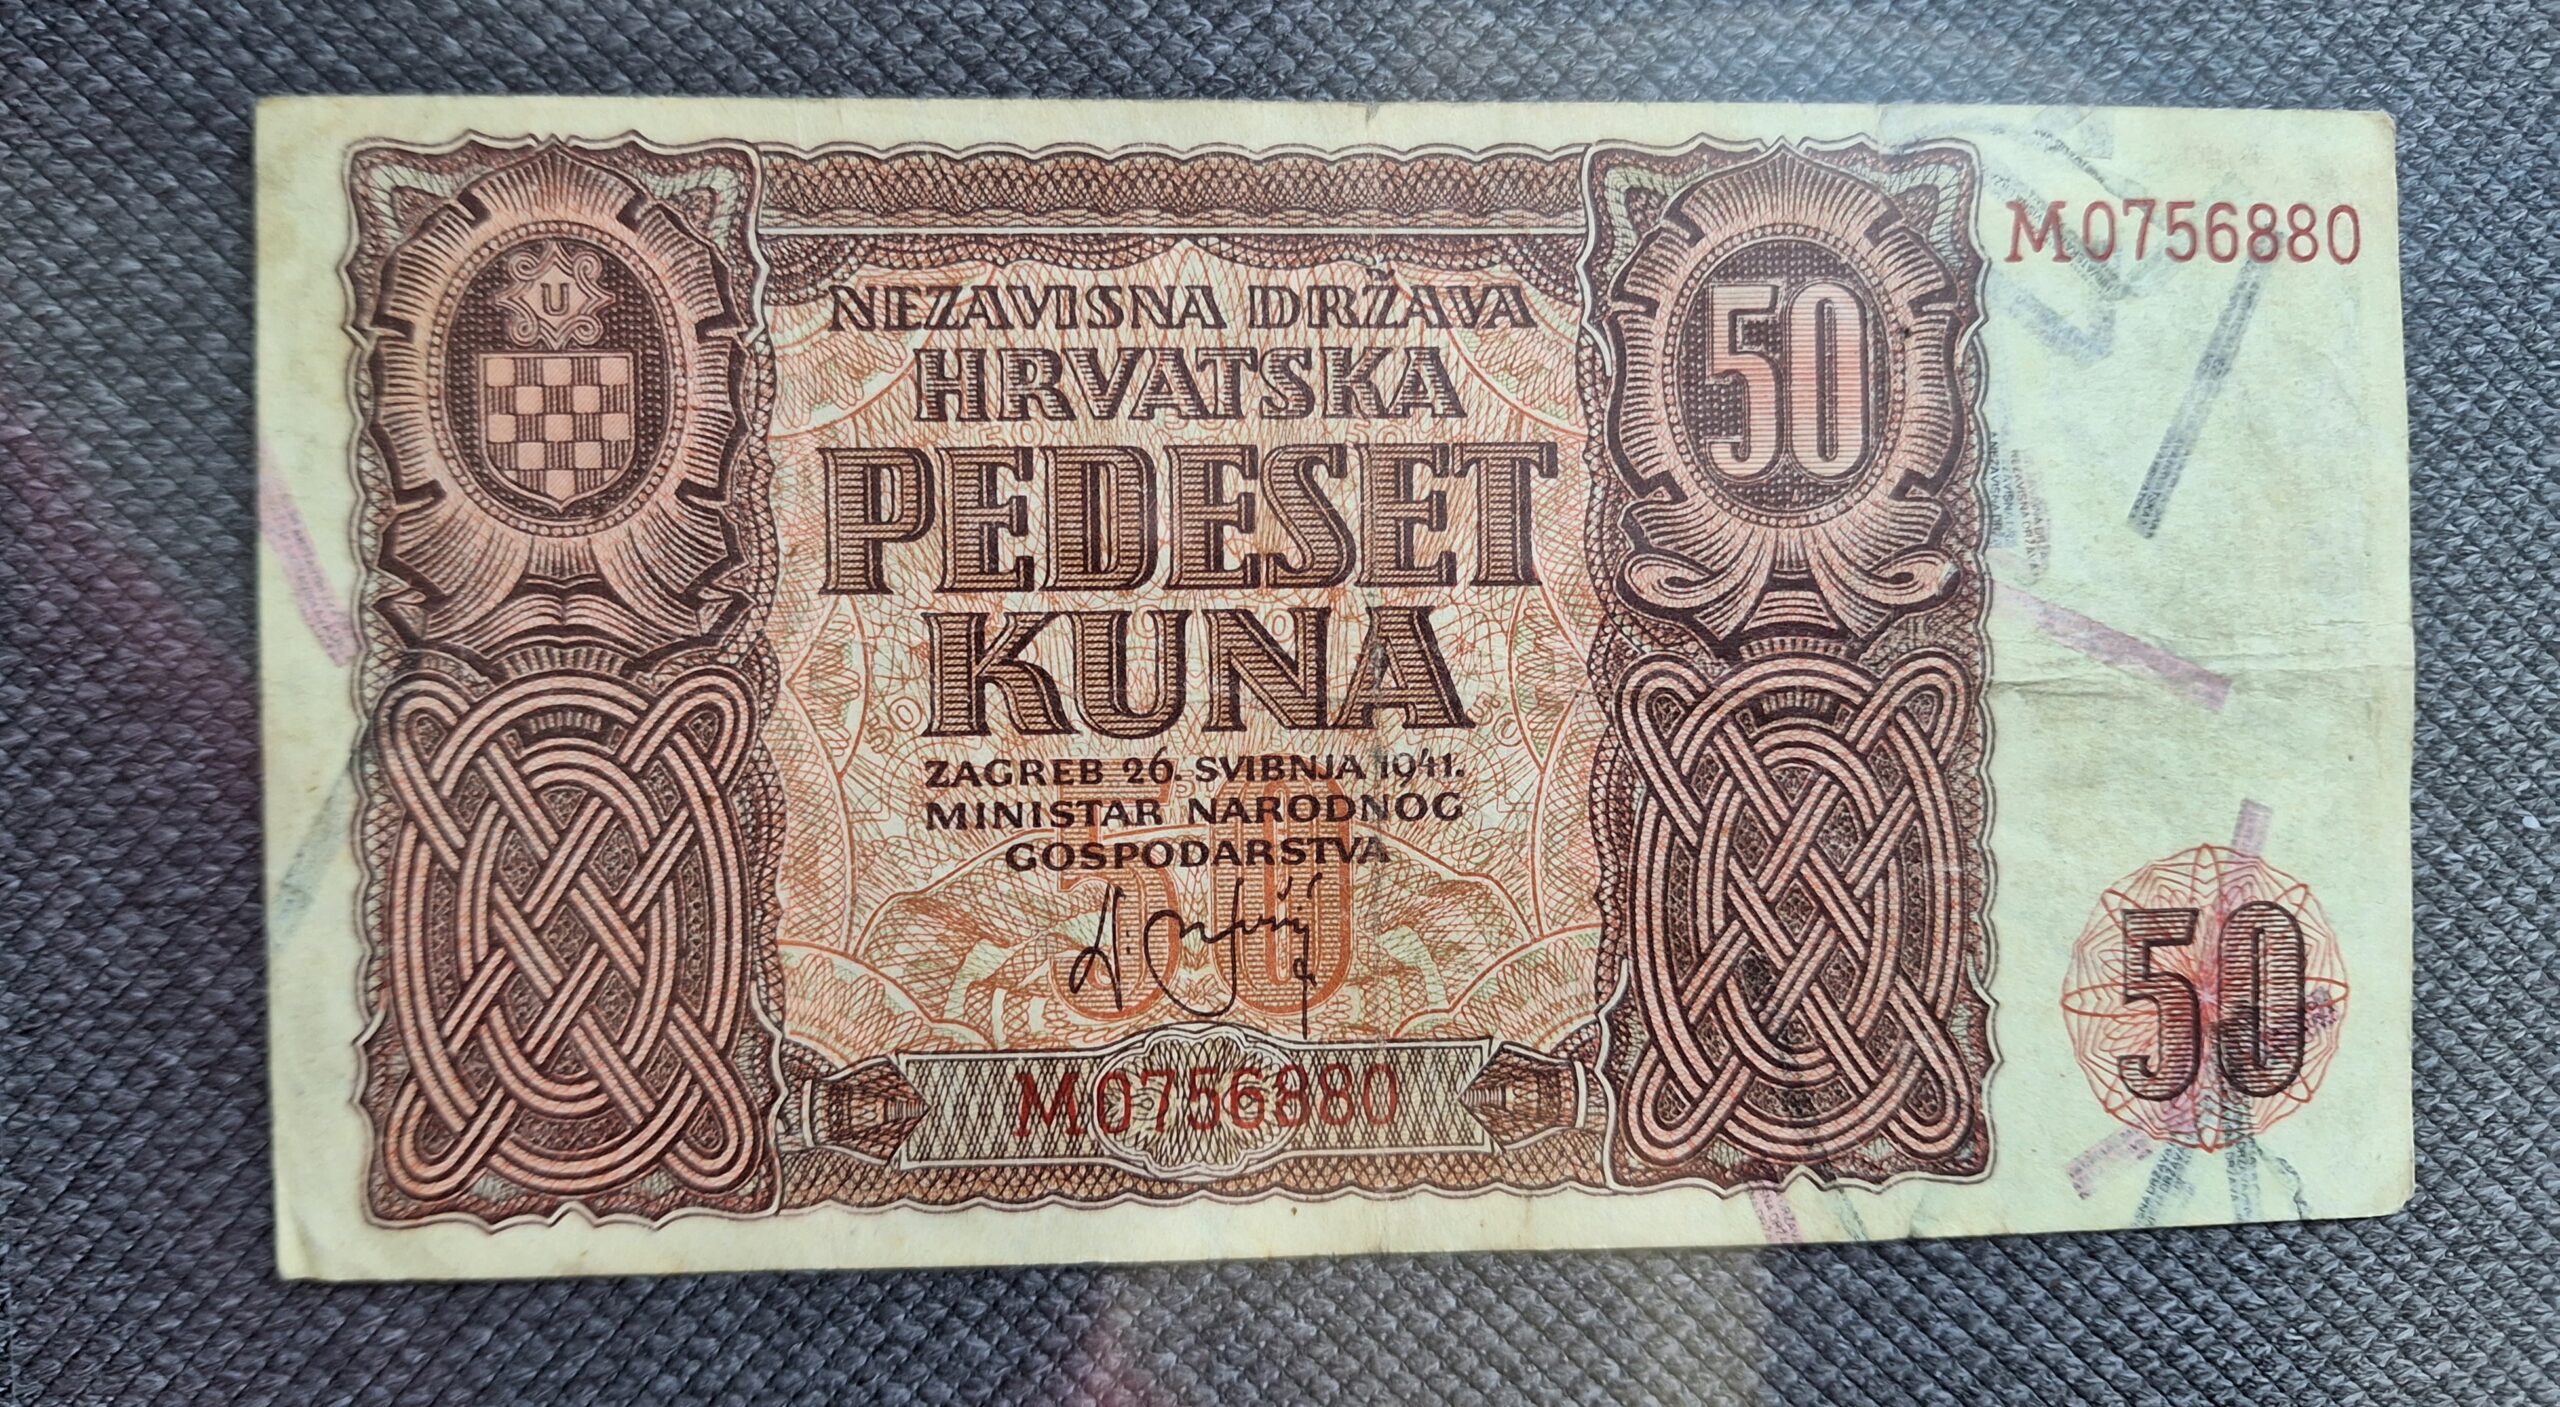 U
50
M0756880
NEZAVISNA DRŽAVA
HRVATSKA
PEDESET
KUNA
ZAGREB 26. SVIBNJA 1941.
MINISTAR NARODNOG
GOSPODARSTVA
50
M0756880
50